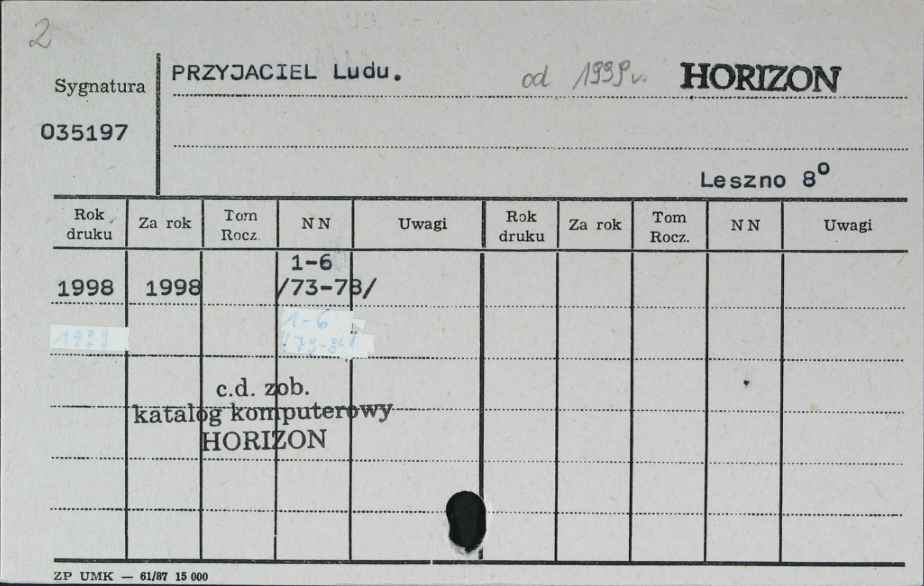 2
PRZYJACIEL Ludu. od 1999 r. HORIZON
Sygnatura
035197
Leszno 8⁰
Rok druku Za rok Tom Rocz. NN Uwagi Rok druku Za rok Tom Rocz. NN Uwagi
1-6
1998 1998 /73-78/
1-6
1999
c.d. zob.
katalog komputerowy
HORIZON
ZP UMK — 61/87 15 000